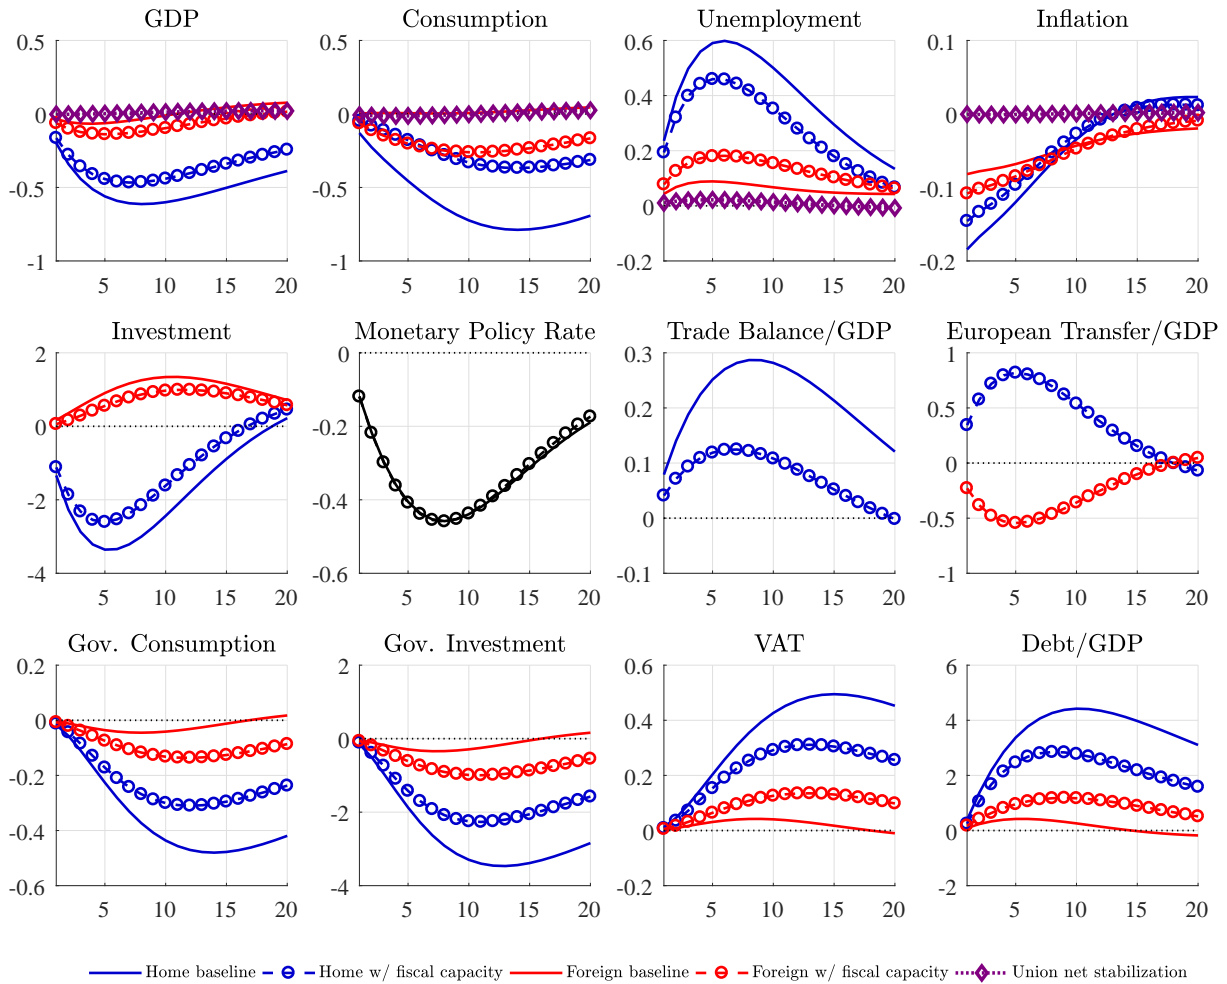 GDP Consumption Unemployment Inflation
0.5 0.5 0.6 0.1
0 0 0.4 0
-0.5 -0.5 0.2 -0.1
-1 -1 0 -0.2
-0.2
5 10 15 20 5 10 15 20 5 10 15 20 5 10 15 20
Investment Monetary Policy Rate Trade Balance/GDP European Transfer/GDP
2 0 0.3 1
0 -0.2 0.2 0.5
-2 -0.4 0.1 0
-4 -0.6 0 -0.5
-0.1 -1
5 10 15 20 5 10 15 20 5 10 15 20 5 10 15 20
Gov. Consumption Gov. Investment VAT Debt/GDP
0.2 2 0.6 6
0 0 0.4 4
-0.2 -2 0.2 2
-0.4 -4 0 0
-0.6 -0.2 -2
5 10 15 20 5 10 15 20 5 10 15 20 5 10 15 20
Home baseline Home w/ fiscal capacity Foreign baseline Foreign w/ fiscal capacity Union net stabilization